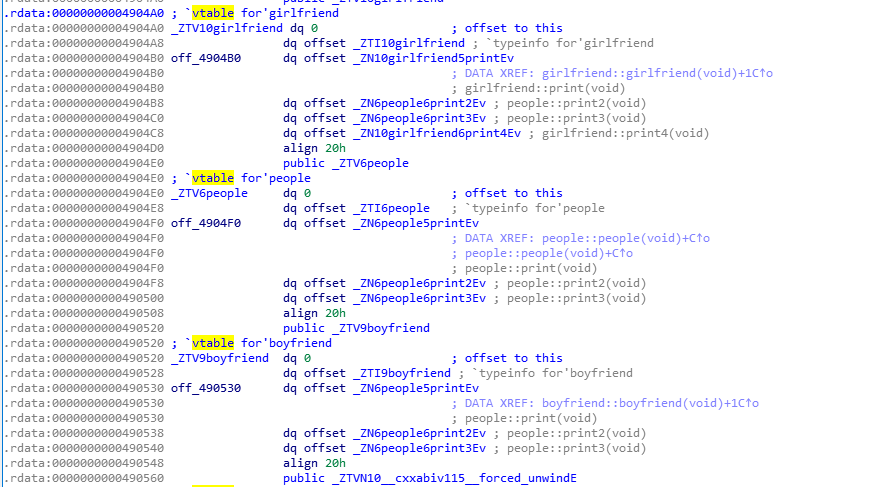 public _ZTV10girlfriend
.rdata:00000000004904A0 ; `vtable for'girlfriend
.rdata:00000000004904A0 _ZTV10girlfriend dq 0 ; offset to this
.rdata:00000000004904A8 dq offset _ZTI10girlfriend ; `typeinfo for'girlfriend
.rdata:00000000004904B0 off_4904B0 dq offset _ZN10girlfriend5printEv
.rdata:00000000004904B0 ; DATA XREF: girlfriend::girlfriend(void)+1C↑o
.rdata:00000000004904B0 ; girlfriend::print(void)
.rdata:00000000004904B8 dq offset _ZN6people6print2Ev ; people::print2(void)
.rdata:00000000004904C0 dq offset _ZN6people6print3Ev ; people::print3(void)
.rdata:00000000004904C8 dq offset _ZN10girlfriend6print4Ev ; girlfriend::print4(void)
.rdata:00000000004904D0 align 20h
.rdata:00000000004904E0 public _ZTV6people
.rdata:00000000004904E0 ; `vtable for'people
.rdata:00000000004904E0 _ZTV6people dq 0 ; offset to this
.rdata:00000000004904E8 dq offset _ZTI6people ; `typeinfo for'people
.rdata:00000000004904F0 off_4904F0 dq offset _ZN6people5printEv
.rdata:00000000004904F0 ; DATA XREF: people::people(void)+C↑o
.rdata:00000000004904F0 ; people::people(void)+C↑o
.rdata:00000000004904F0 ; people::print(void)
.rdata:00000000004904F8 dq offset _ZN6people6print2Ev ; people::print2(void)
.rdata:0000000000490500 dq offset _ZN6people6print3Ev ; people::print3(void)
.rdata:0000000000490508 align 20h
.rdata:0000000000490520 public _ZTV9boyfriend
.rdata:0000000000490520 ; `vtable for'boyfriend
.rdata:0000000000490520 _ZTV9boyfriend dq 0 ; offset to this
.rdata:0000000000490528 dq offset _ZTI9boyfriend ; `typeinfo for'boyfriend
.rdata:0000000000490530 off_490530 dq offset _ZN6people5printEv
.rdata:0000000000490530 ; DATA XREF: boyfriend::boyfriend(void)+1C↑o
.rdata:0000000000490530 ; people::print(void)
.rdata:0000000000490538 dq offset _ZN6people6print2Ev ; people::print2(void)
.rdata:0000000000490540 dq offset _ZN6people6print3Ev ; people::print3(void)
.rdata:0000000000490548 align 20h
.rdata:0000000000490560 public _ZTVN10__cxxabiv115__forced_unwindE